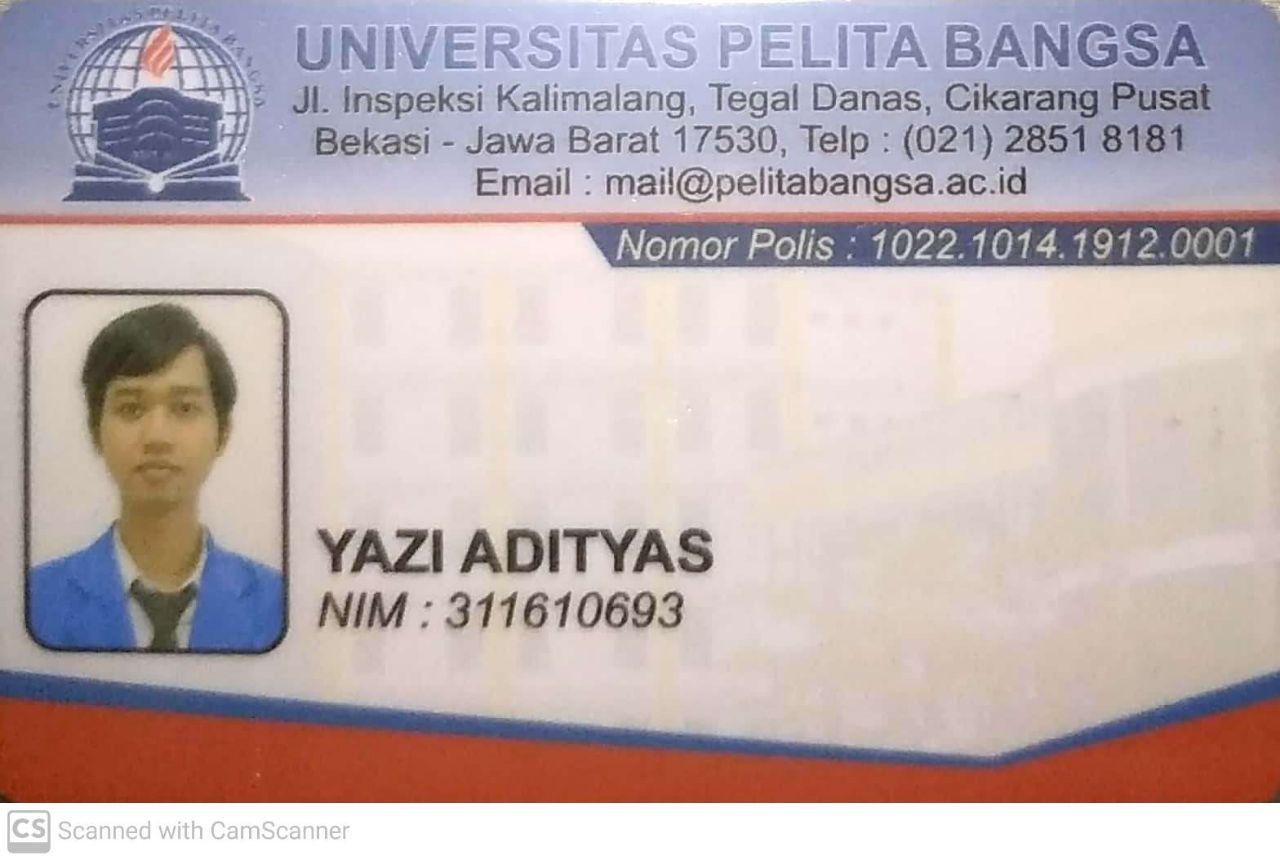 UNIVERSITAS PELITA BANGSA
UNIVERSITAS PELITA BANGSA
Jl. Inspeksi Kalimalang, Tegal Danas, Cikarang Pusat
Bekasi - Jawa Barat 17530, Telp : (021) 2851 8181
Email : mail@pelitabangsa.ac.id
Nomor Polis : 1022.1014.1912.0001
YAZI ADITYAS
NIM : 311610693
CS Scanned with CamScanner